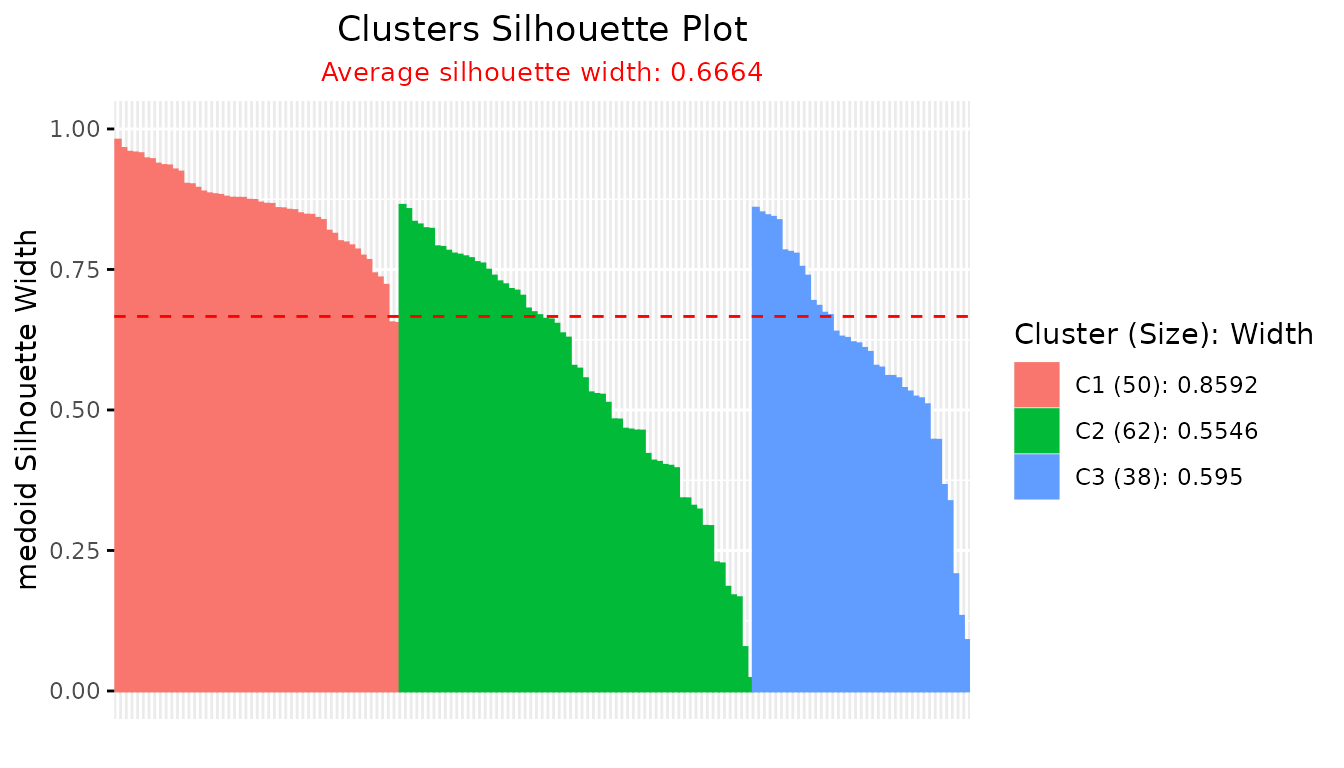 Clusters Silhouette Plot
Average silhouette width: 0.6664
medoid Silhouette Width
1.00
0.75
0.50
0.25
0.00
Cluster (Size): Width
C1 (50): 0.8592
C2 (62): 0.5546
C3 (38): 0.595